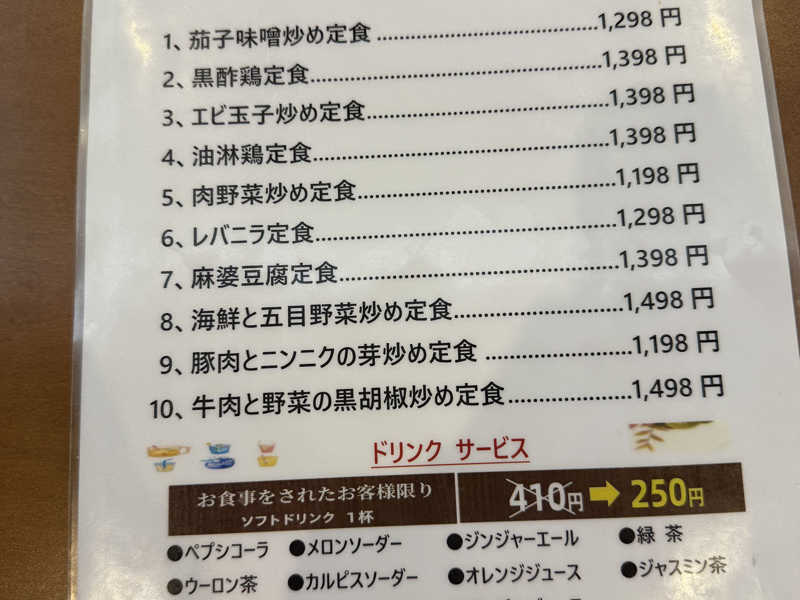 1、茄子味噌炒め定食 ................................1,298 円
2、黒酢鶏定食..........................................1,398 円
3、エビ玉子炒め定食...................................1,398 円
4、油淋鶏定食..........................................1,398 円
5、肉野菜炒め定食.....................................1,198 円
6、レバニラ定食..........................................1,298 円
7、麻婆豆腐定食........................................1,398 円
8、海鮮と五目野菜炒め定食........................1,498 円
9、豚肉とニンニクの芽炒め定食 .....................1,198 円
10、牛肉と野菜の黒胡椒炒め定食..................1,498 円
ドリンク サービス
お食事をされたお客様限り
ソフトドリンク 1杯
410円 250円
●ペプシコーラ ●メロンソーダー ●ジンジャーエール ●緑 茶
●ウーロン茶 ●カルピスソーダー ●オレンジジュース ●ジャスミン茶